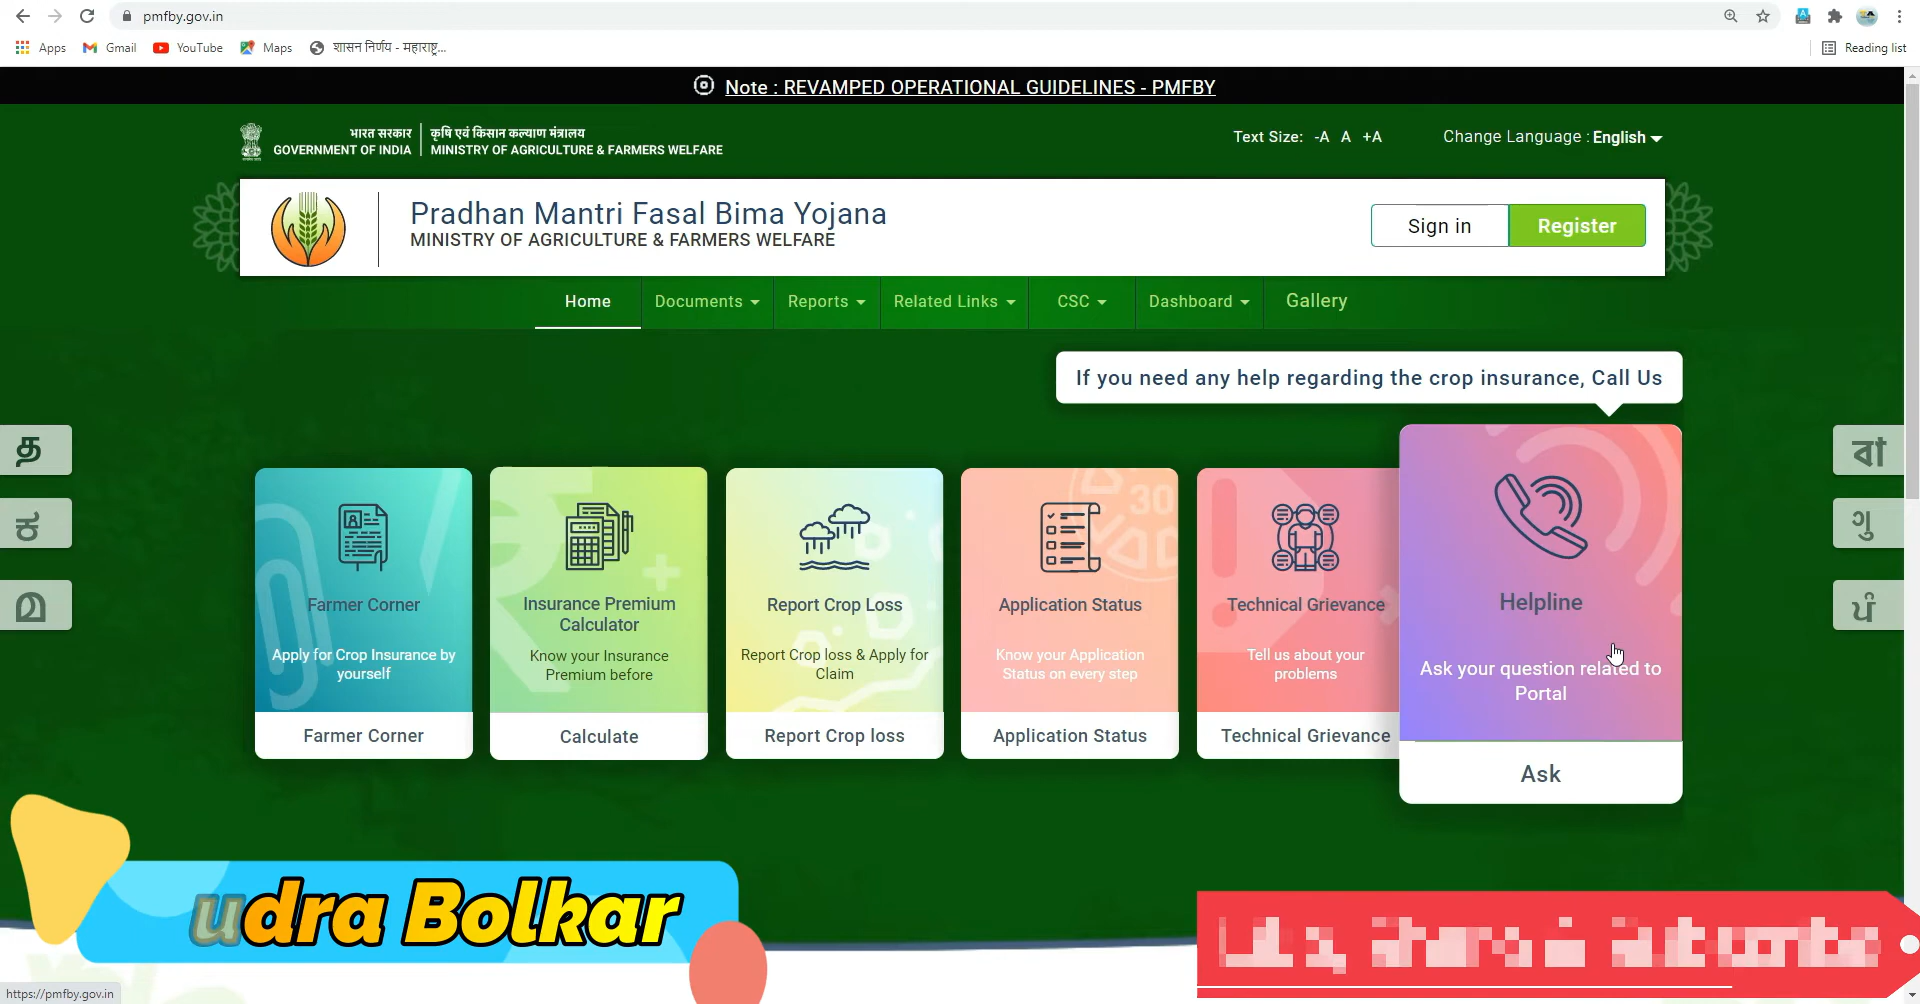 pmfby.gov.in
Apps
Gmail
YouTube
Maps
शासन निर्णय - महाराष्ट्र...
Reading list
Note : REVAMPED OPERATIONAL GUIDELINES - PMFBY
भारत सरकार
GOVERNMENT OF INDIA
कृषि एवं किसान कल्याण मंत्रालय
MINISTRY OF AGRICULTURE & FARMERS WELFARE
Text Size: -A A +A
Change Language : English
Pradhan Mantri Fasal Bima Yojana
MINISTRY OF AGRICULTURE & FARMERS WELFARE
Sign in
Register
Home
Documents
Reports
Related Links
CSC
Dashboard
Gallery
If you need any help regarding the crop insurance, Call Us
த
ಕ
മ
বা
ગુ
ਪੰ
Farmer Corner
Apply for Crop Insurance by
yourself
Farmer Corner
Insurance Premium
Calculator
Know your Insurance
Premium before
Calculate
Report Crop Loss
Report Crop loss & Apply for
Claim
Report Crop loss
30
Application Status
Know your Application
Status on every step
Application Status
Technical Grievance
Tell us about your
problems
Technical Grievance
Helpline
Ask your question related to
Portal
Ask
udra Bolkar
https://pmfby.gov.in